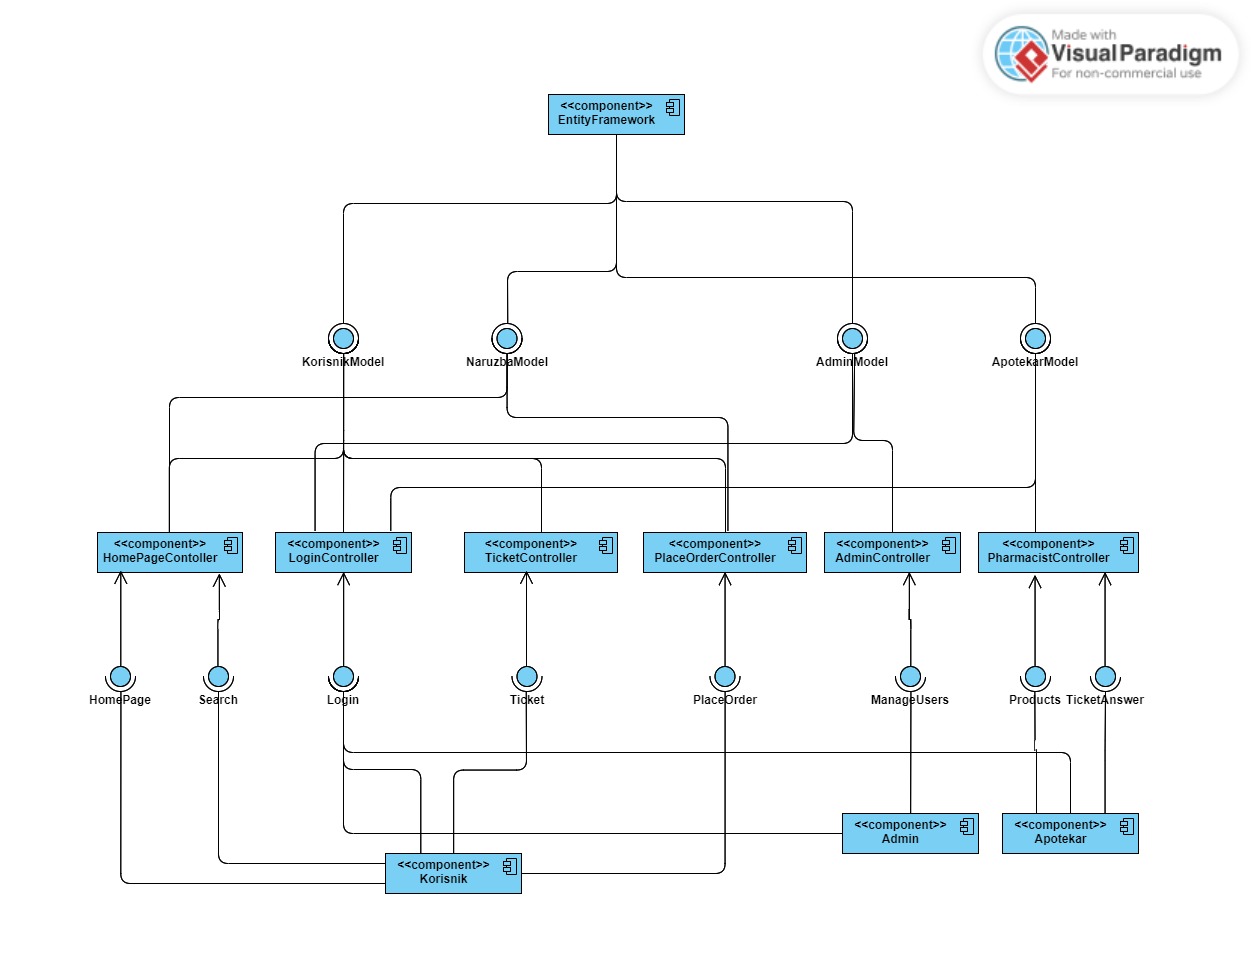 Made with
Visual Paradigm
For non-commercial use
<<component>>
EntityFramework
KorisnikModel
NaruzbaModel
AdminModel
ApotekarModel
<<component>>
HomePageContoller
<<component>>
LoginCcintroller
<<component>>
TicketController
<<component>>
PlaceOrderController
<<component>>
AdminController
<<component>>
PharmacistController
HomePage
Search
Login
Ticket
PlaceOrder
ManageUsers
Products
TicketAnswer
<<component>>
Admin
<<component>>
Apotekar
<<component>>
Korisnik